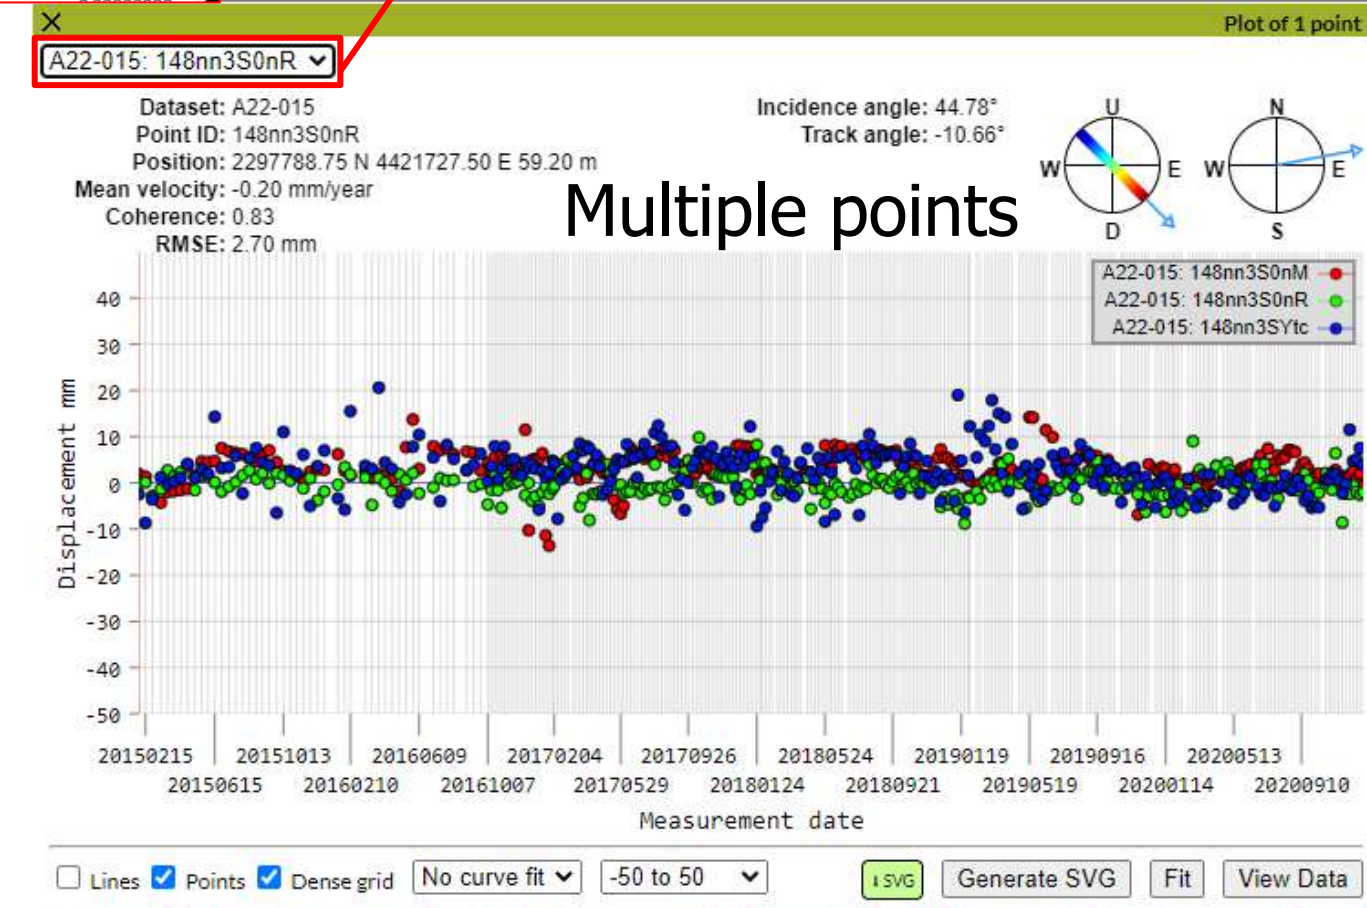 Plot of 1 point
A22-015: 148nn3S0nR
Dataset: A22-015
Point ID: 148nn3S0nR
Position: 2297788.75 N 4421727.50 E 59.20 m
Mean velocity: -0.20 mm/year
Coherence: 0.83
RMSE: 2.70 mm
Incidence angle: 44.78°
Track angle: -10.66°
U
W E
D
N
W E
S
Multiple points
A22-015: 148nn3S0nM
A22-015: 148nn3S0nR
A22-015: 148nn3SYtc
Displacement mm
40
30
20
10
0
-10
-20
-30
-40
-50
20150215 20151013 20160609 20170204 20170926 20180524 20190119 20190916 20200513
20150615 20160210 20161007 20170529 20180124 20180921 20190519 20200114 20200910
Measurement date
Lines Points Dense grid No curve fit -50 to 50 SVG Generate SVG Fit View Data